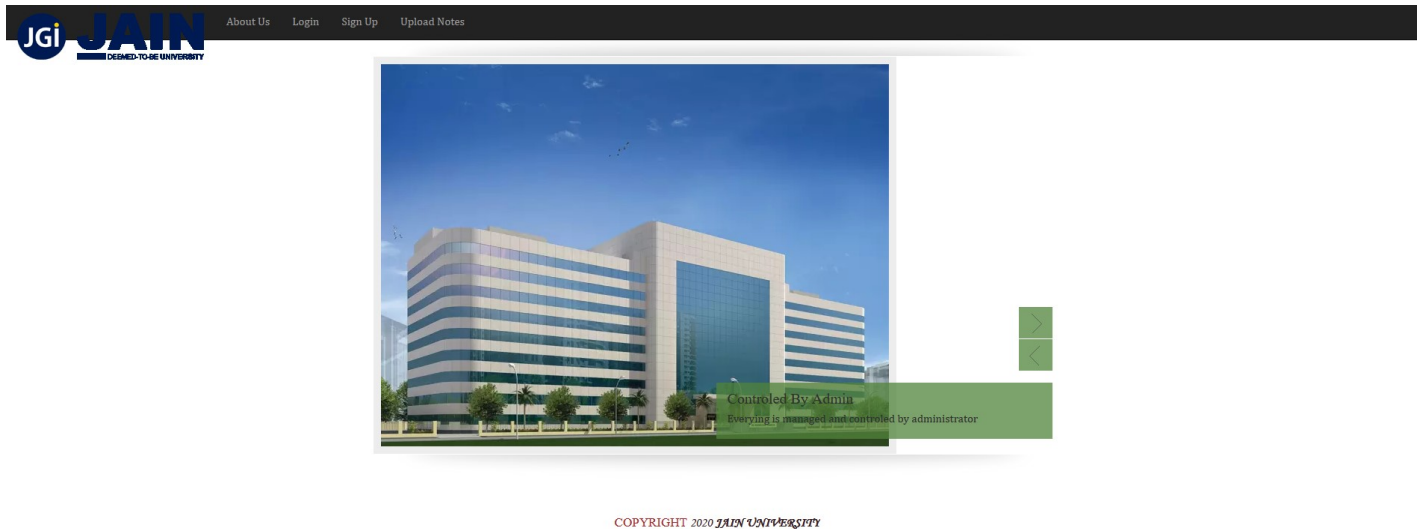 About Us Login Sign Up Upload Notes
JGi JAIN
DEEMED-TO-BE UNIVERSITY
Controled By Admin
Everying is managed and controled by administrator
COPYRIGHT 2020 JAIN UNIVERSITY